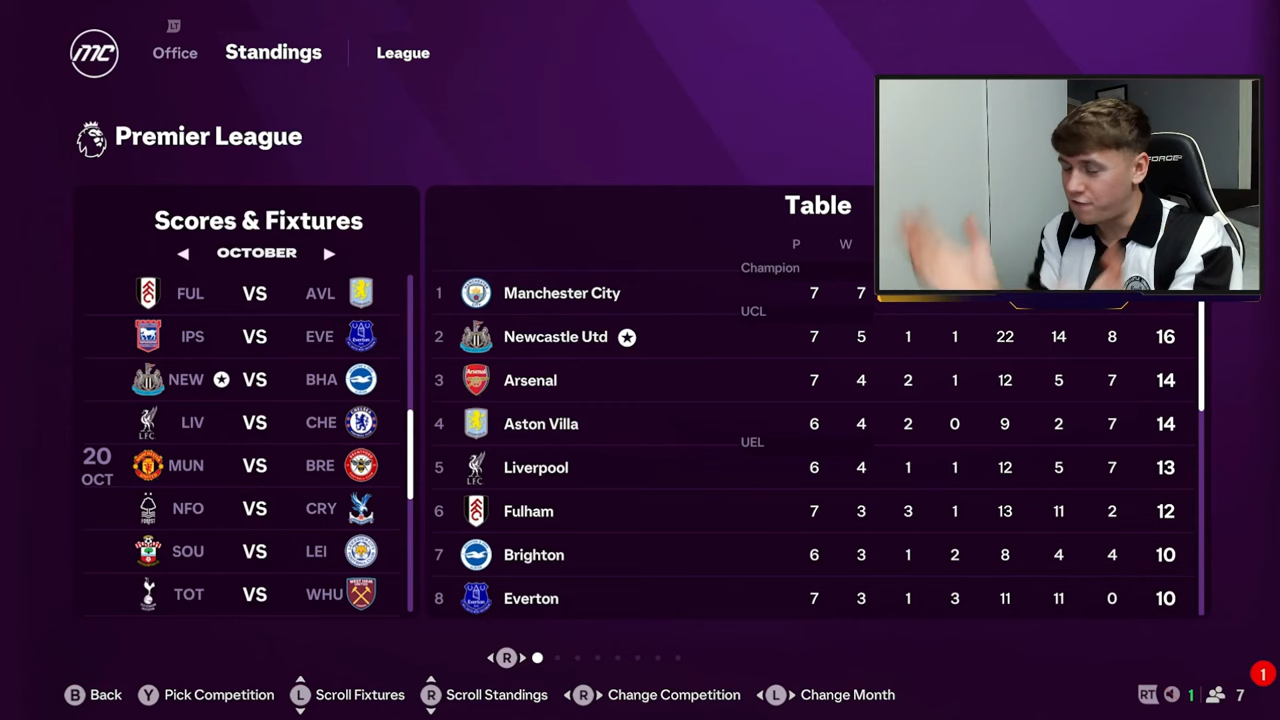 LT
MC Office Standings League
Premier League
Scores & Fixtures
OCTOBER
FUL VS AVL
IPS VS EVE
NEW VS BHA
LIV VS CHE
20 OCT MUN VS BRE
NFO VS CRY
SOU VS LEI
TOT VS WHU
Table
P W
Champion
1 Manchester City 7 7
UCL
2 Newcastle Utd 7 5 1 1 22 14 8 16
3 Arsenal 7 4 2 1 12 5 7 14
4 Aston Villa 6 4 2 0 9 2 7 14
UEL
5 Liverpool 6 4 1 1 12 5 7 13
6 Fulham 7 3 3 1 13 11 2 12
7 Brighton 6 3 1 2 8 4 4 10
8 Everton 7 3 1 3 11 11 0 10
R
B Back Y Pick Competition L Scroll Fixtures R Scroll Standings R Change Competition L Change Month
RT 1 7
1